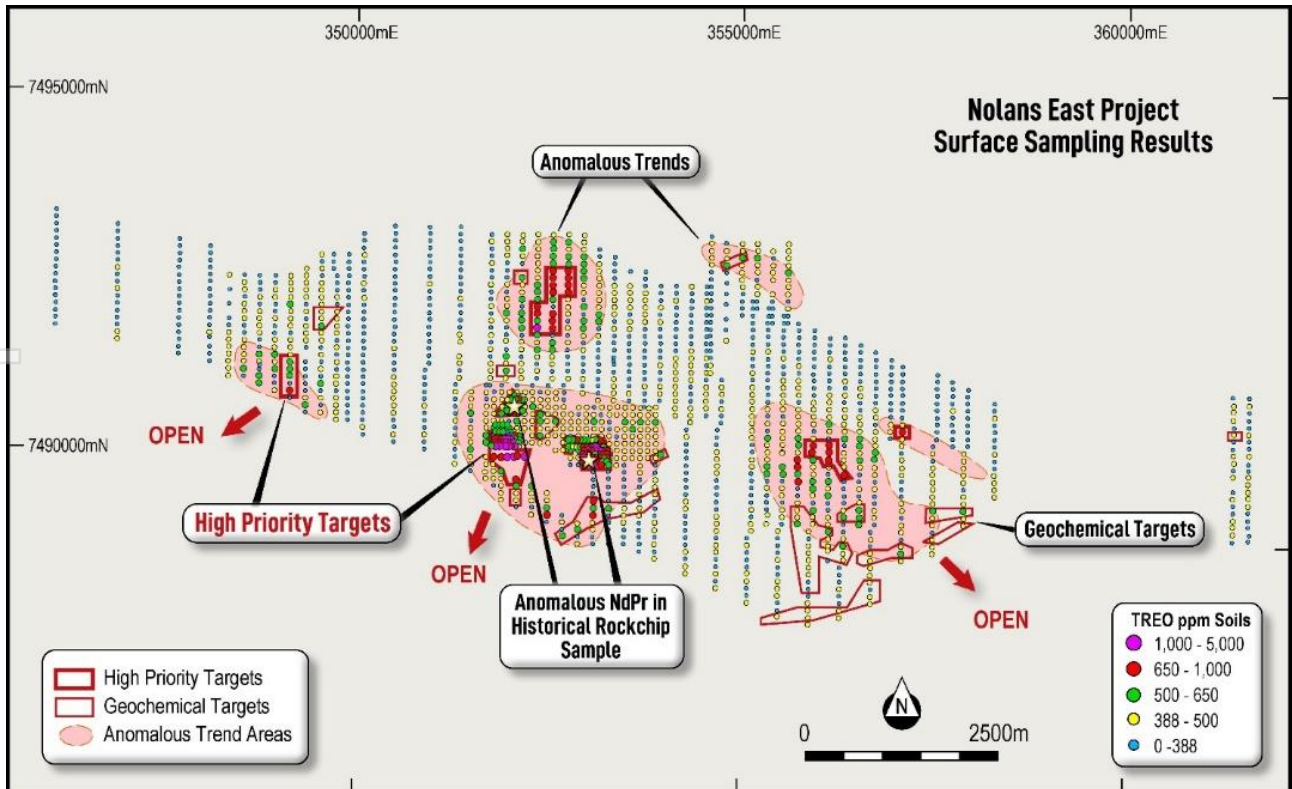 350000mE
355000mE
360000mE
7495000mN
Nolans East Project
Surface Sampling Results
Anomalous Trends
7490000mN
OPEN
High Priority Targets
OPEN
Geochemical Targets
Anomalous NdPr in
Historical Rockchip
Sample
OPEN
TREO ppm Soils
1,000 - 5,000
650 - 1,000
500 - 650
388 - 500
0 -388
High Priority Targets
Geochemical Targets
Anomalous Trend Areas
N
0
2500m